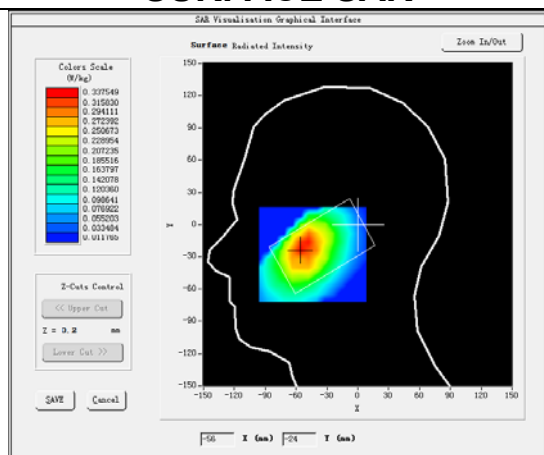 SURFACE SAR
SAR Visualisation Graphical Interface
Surface Radiated Intensity
Zoom In/Out
Colors Scale
(W/kg)
0.337549
0.315830
0.294111
0.272392
0.250673
0.228954
0.207235
0.185516
0.163797
0.142078
0.120360
0.098641
0.076922
0.055203
0.033484
0.011765
150
120
90
60
30
0
-30
-60
-90
-120
-150
Y
-150 -120 -90 -60 -30 0 30 60 90 120 150
X
Z-Cuts Control
<< Upper Cut
Z = 0.2 mm
Lower Cut >>
SAVE Cancel
-56 X (mm) -24 Y (mm)